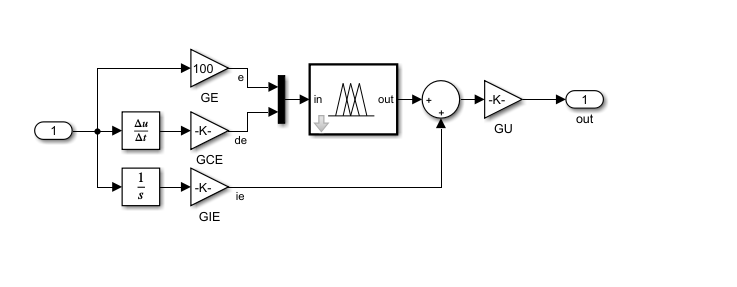 100
e
GE
1
Δu
Δt
-K-
de
GCE
1
s
-K-
ie
GIE
in
out
+
+
-K-
GU
1
out